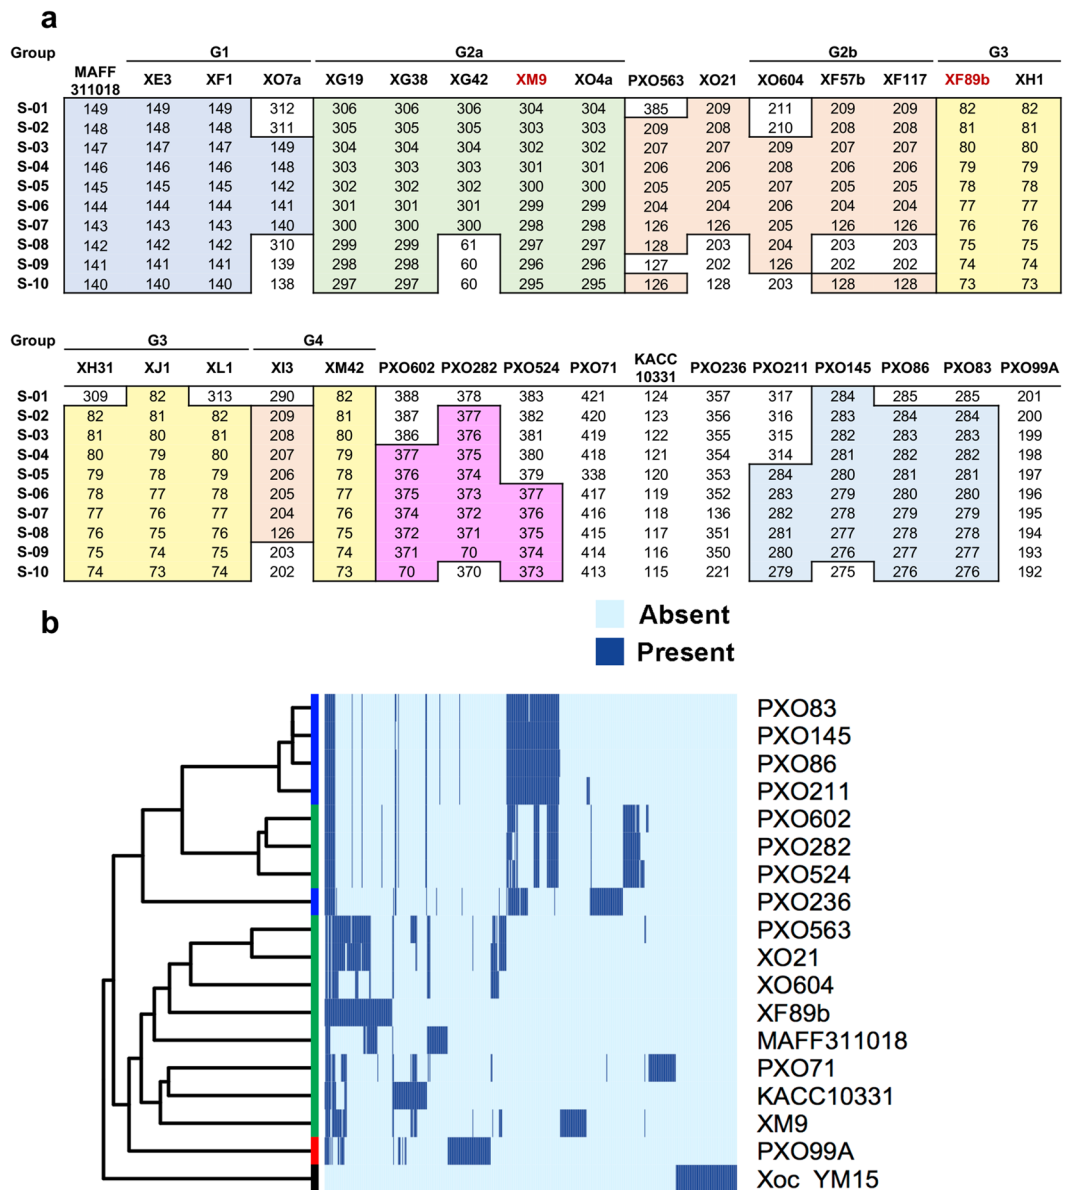 a
Group G1 G2a G2b G3
MAFF 311018 XE3 XF1 XO7a XG19 XG38 XG42 XM9 XO4a PXO563 XO21 XO604 XF57b XF117 XF89b XH1
S-01 149 149 149 312 306 306 306 304 304 385 209 211 209 209 82 82
S-02 148 148 148 311 305 305 305 303 303 209 208 210 208 208 81 81
S-03 147 147 147 149 304 304 304 302 302 207 207 209 207 207 80 80
S-04 146 146 146 148 303 303 303 301 301 206 206 208 206 206 79 79
S-05 145 145 145 142 302 302 302 300 300 205 205 207 205 205 78 78
S-06 144 144 144 141 301 301 301 299 299 204 204 206 204 204 77 77
S-07 143 143 143 140 300 300 300 298 298 126 126 205 126 126 76 76
S-08 142 142 142 310 299 299 61 297 297 128 203 204 203 203 75 75
S-09 141 141 141 139 298 298 60 296 296 127 202 126 202 202 74 74
S-10 140 140 140 138 297 297 60 295 295 126 128 203 128 128 73 73
Group G3 G4
XH31 XJ1 XL1 XI3 XM42 PXO602 PXO282 PXO524 PXO71 KACC 10331 PXO236 PXO211 PXO145 PXO86 PXO83 PXO99A
S-01 309 82 313 290 82 388 378 383 421 124 357 317 284 285 285 201
S-02 82 81 82 209 81 387 377 382 420 123 356 316 283 284 284 200
S-03 81 80 81 208 80 386 376 381 419 122 355 315 282 283 283 199
S-04 80 79 80 207 79 377 375 380 418 121 354 314 281 282 282 198
S-05 79 78 79 206 78 376 374 379 338 120 353 284 280 281 281 197
S-06 78 77 78 205 77 375 373 377 417 119 352 283 279 280 280 196
S-07 77 76 77 204 76 374 372 376 416 118 136 282 278 279 279 195
S-08 76 75 76 126 75 372 371 375 415 117 351 281 277 278 278 194
S-09 75 74 75 203 74 371 70 374 414 116 350 280 276 277 277 193
S-10 74 73 74 202 73 70 370 373 413 115 221 279 275 276 276 192
b
Absent
Present
PXO83
PXO145
PXO86
PXO211
PXO602
PXO282
PXO524
PXO236
PXO563
XO21
XO604
XF89b
MAFF311018
PXO71
KACC10331
XM9
PXO99A
Xoc YM15